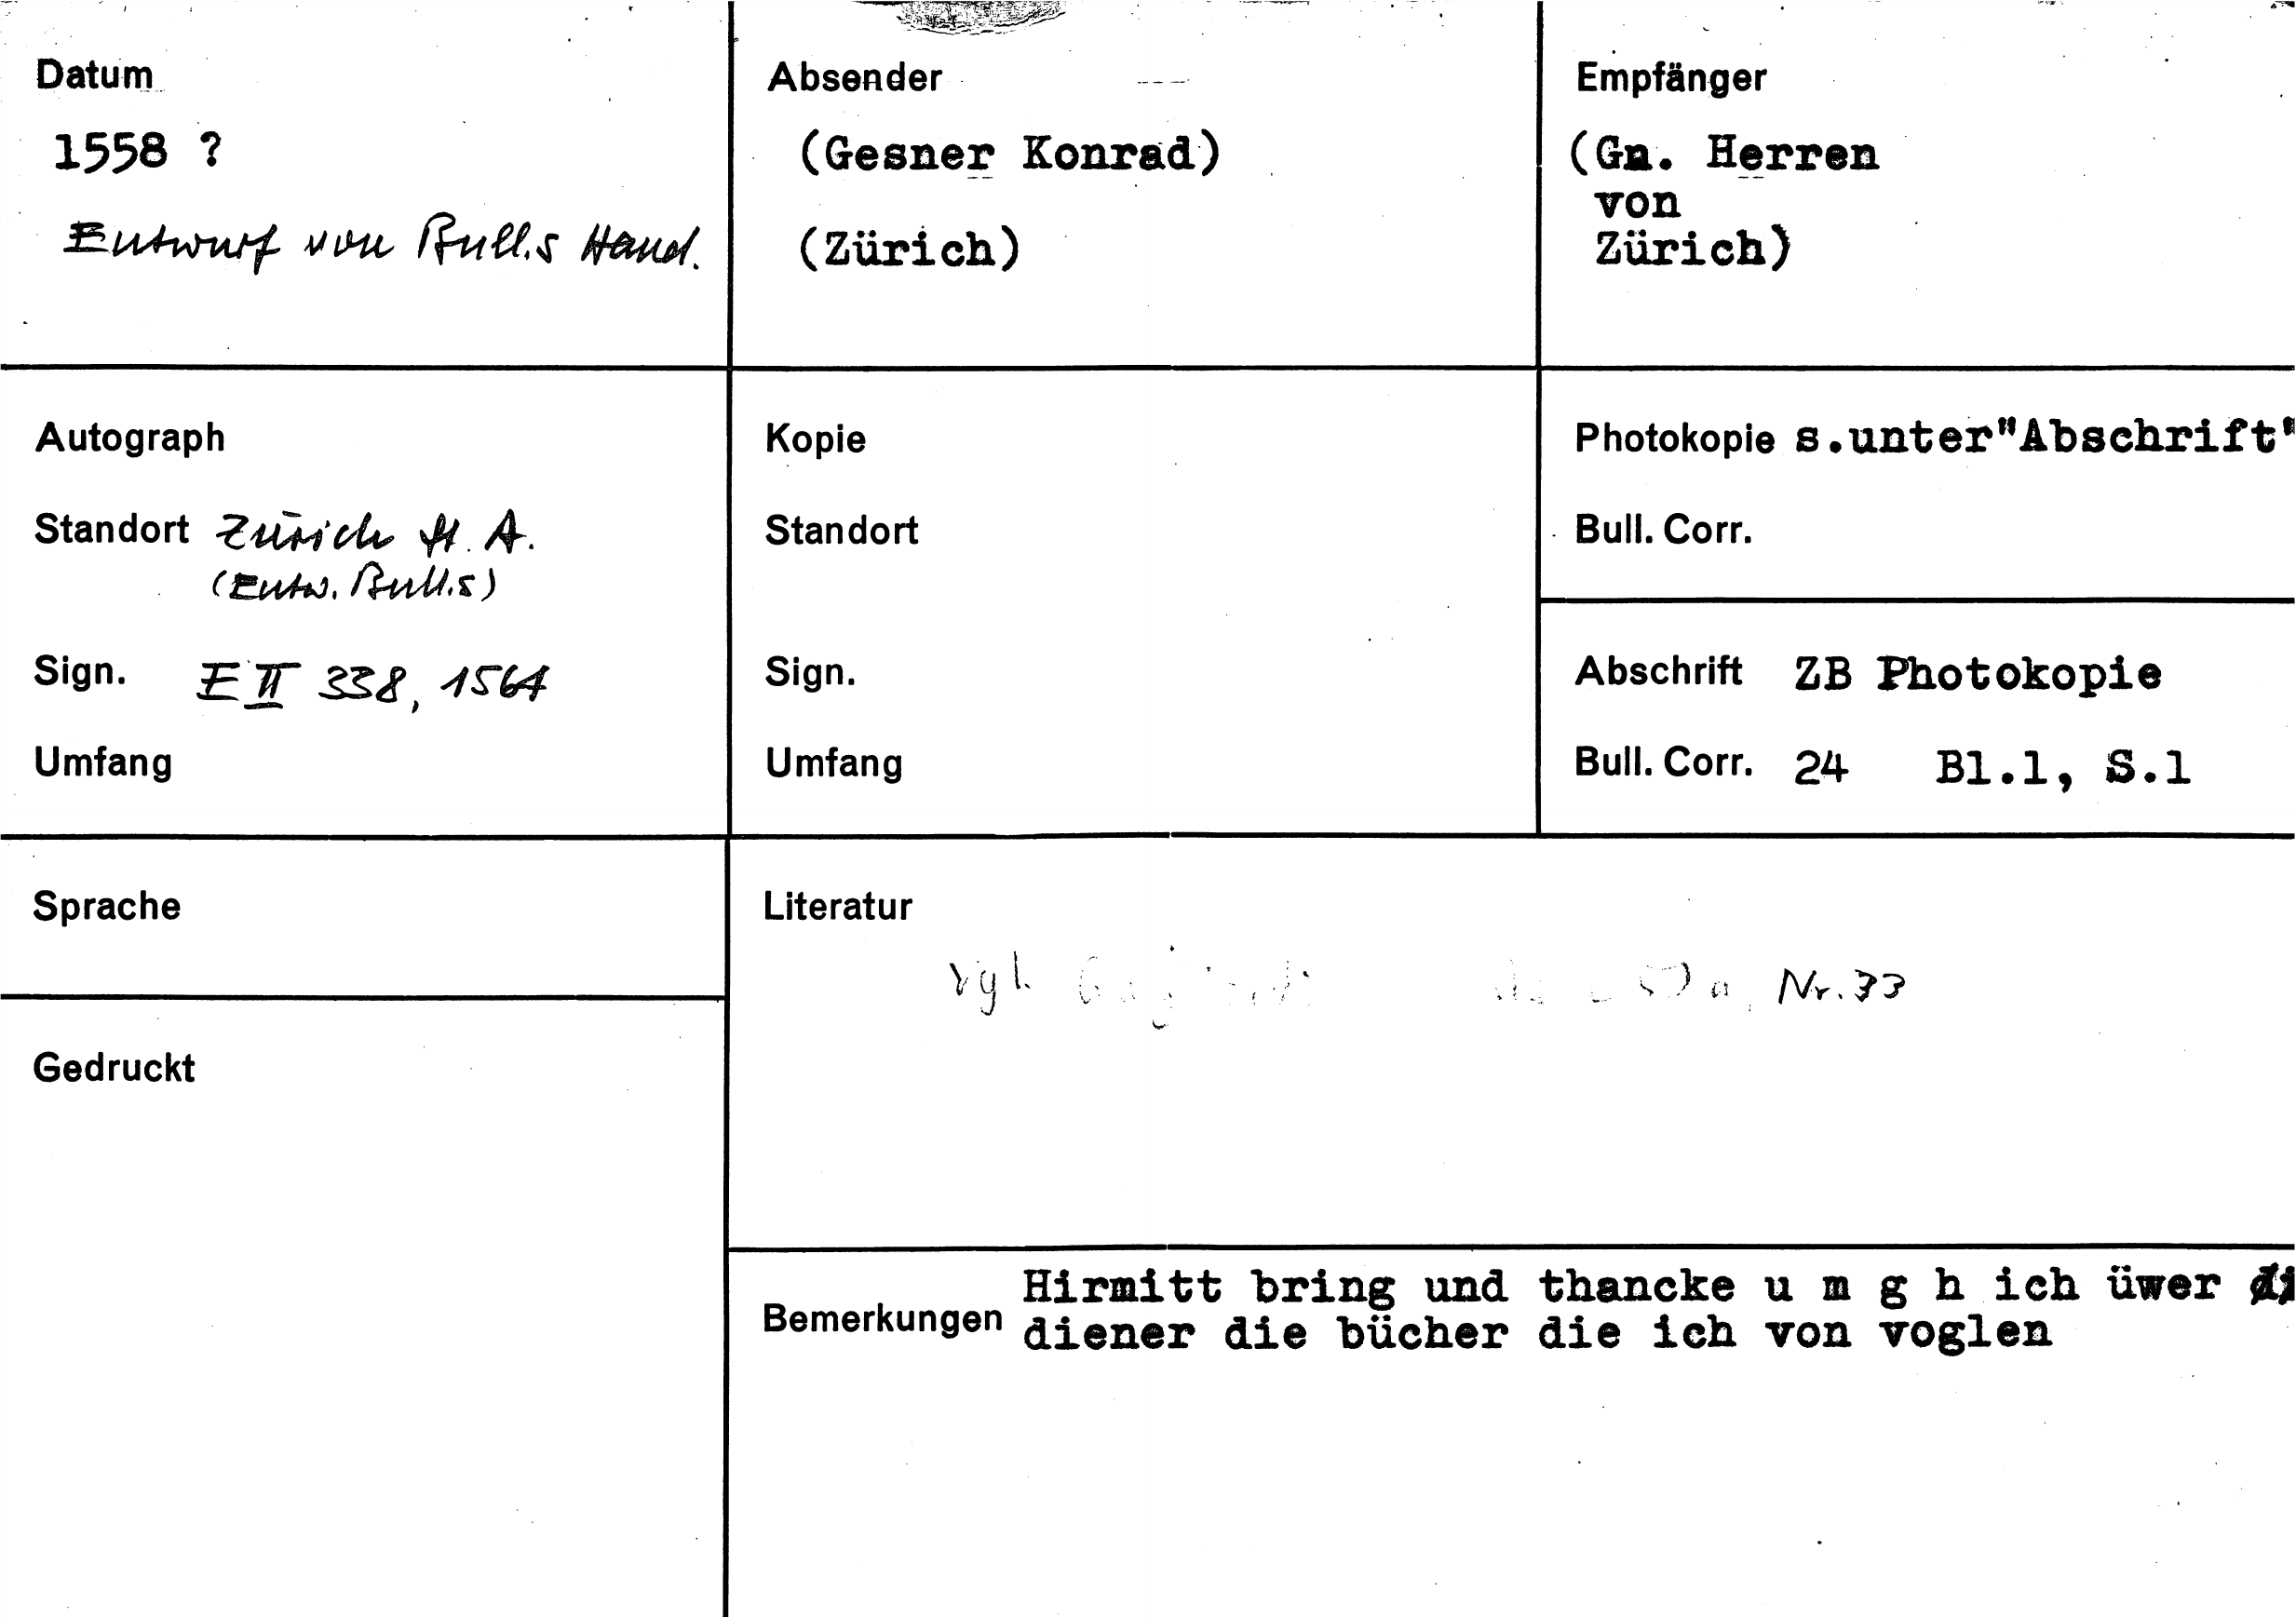 Datum
1558 ?
Entwurf von Bull.s Hand.
Absender
(Gesner Konrad)
(Zürich)
Empfänger
(Gn. Herren
von
Zürich)
Autograph
Standort Zürich St. A.
(Entw. Bull.s)
Sign. E II 338, 1564
Umfang
Kopie
Standort
Sign.
Umfang
Photokopie s.unter"Abschrift"
Bull. Corr.
Abschrift ZB Photokopie
Bull. Corr. 24 Bl.1, S.1
Sprache
Gedruckt
Literatur
vgl. Nr. 33
Bemerkungen Hirmitt bring und thancke u m g h ich üwer
diener die bücher die ich von voglen